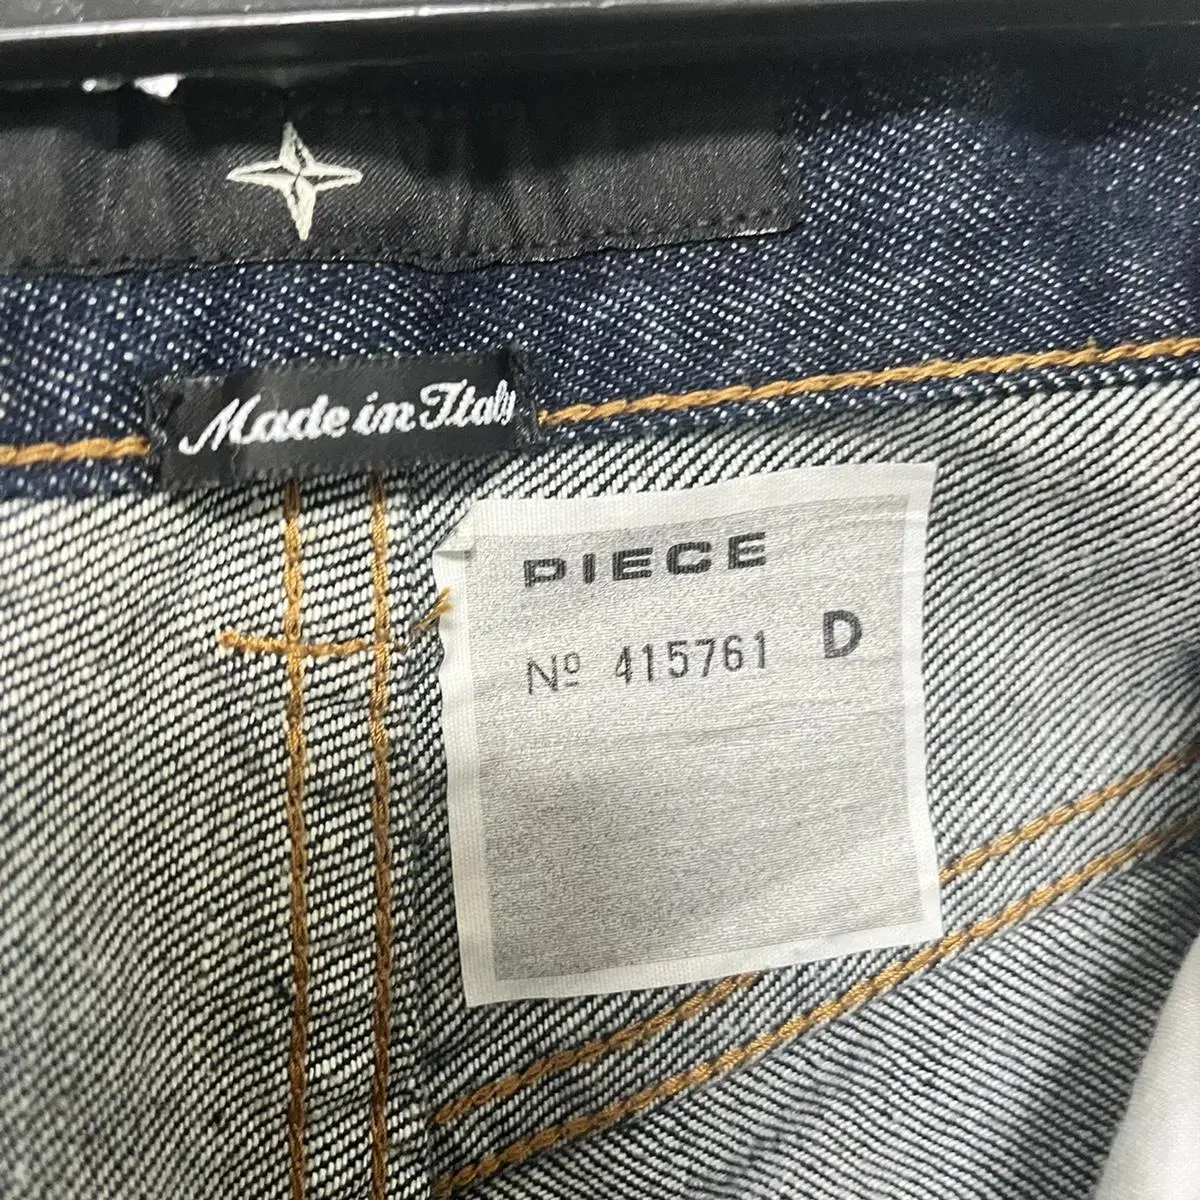 Made in Italy
PIECE
Nº 415761 D